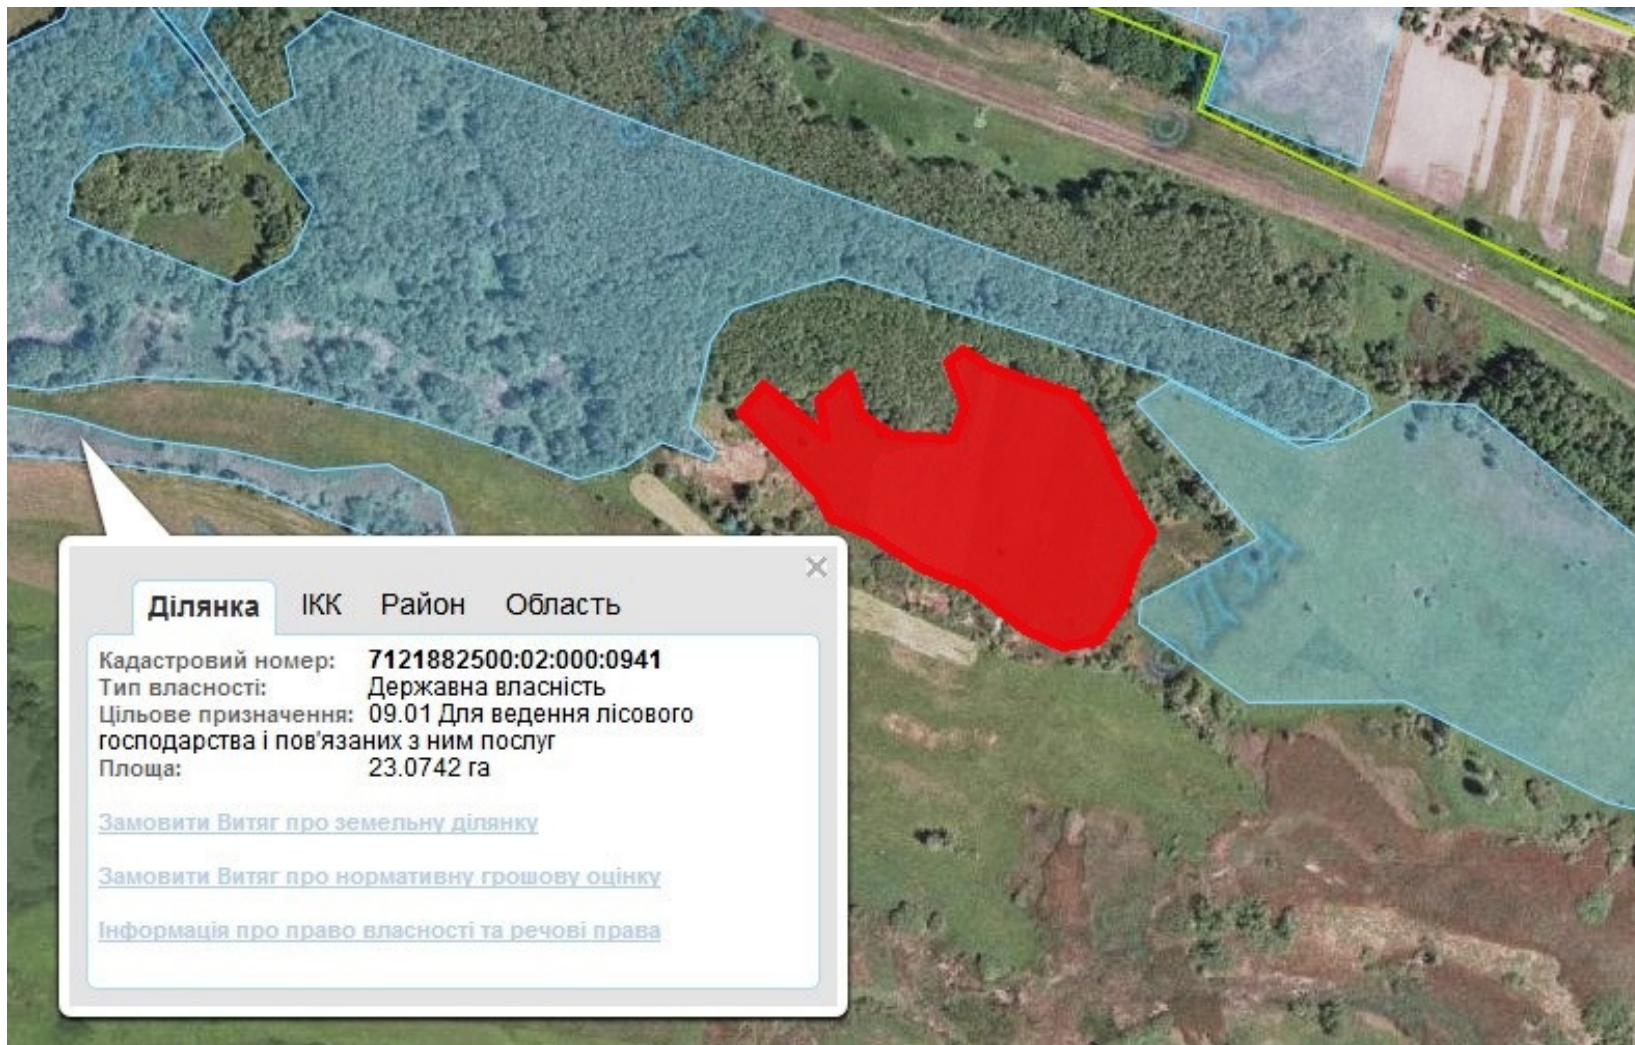 Ділянка ІКК Район Область
Кадастровий номер: 7121882500:02:000:0941
Тип власності: Державна власність
Цільове призначення: 09.01 Для ведення лісового
господарства і пов'язаних з ним послуг
Площа: 23.0742 га
Замовити Витяг про земельну ділянку
Замовити Витяг про нормативну грошову оцінку
Інформація про право власності та речові права